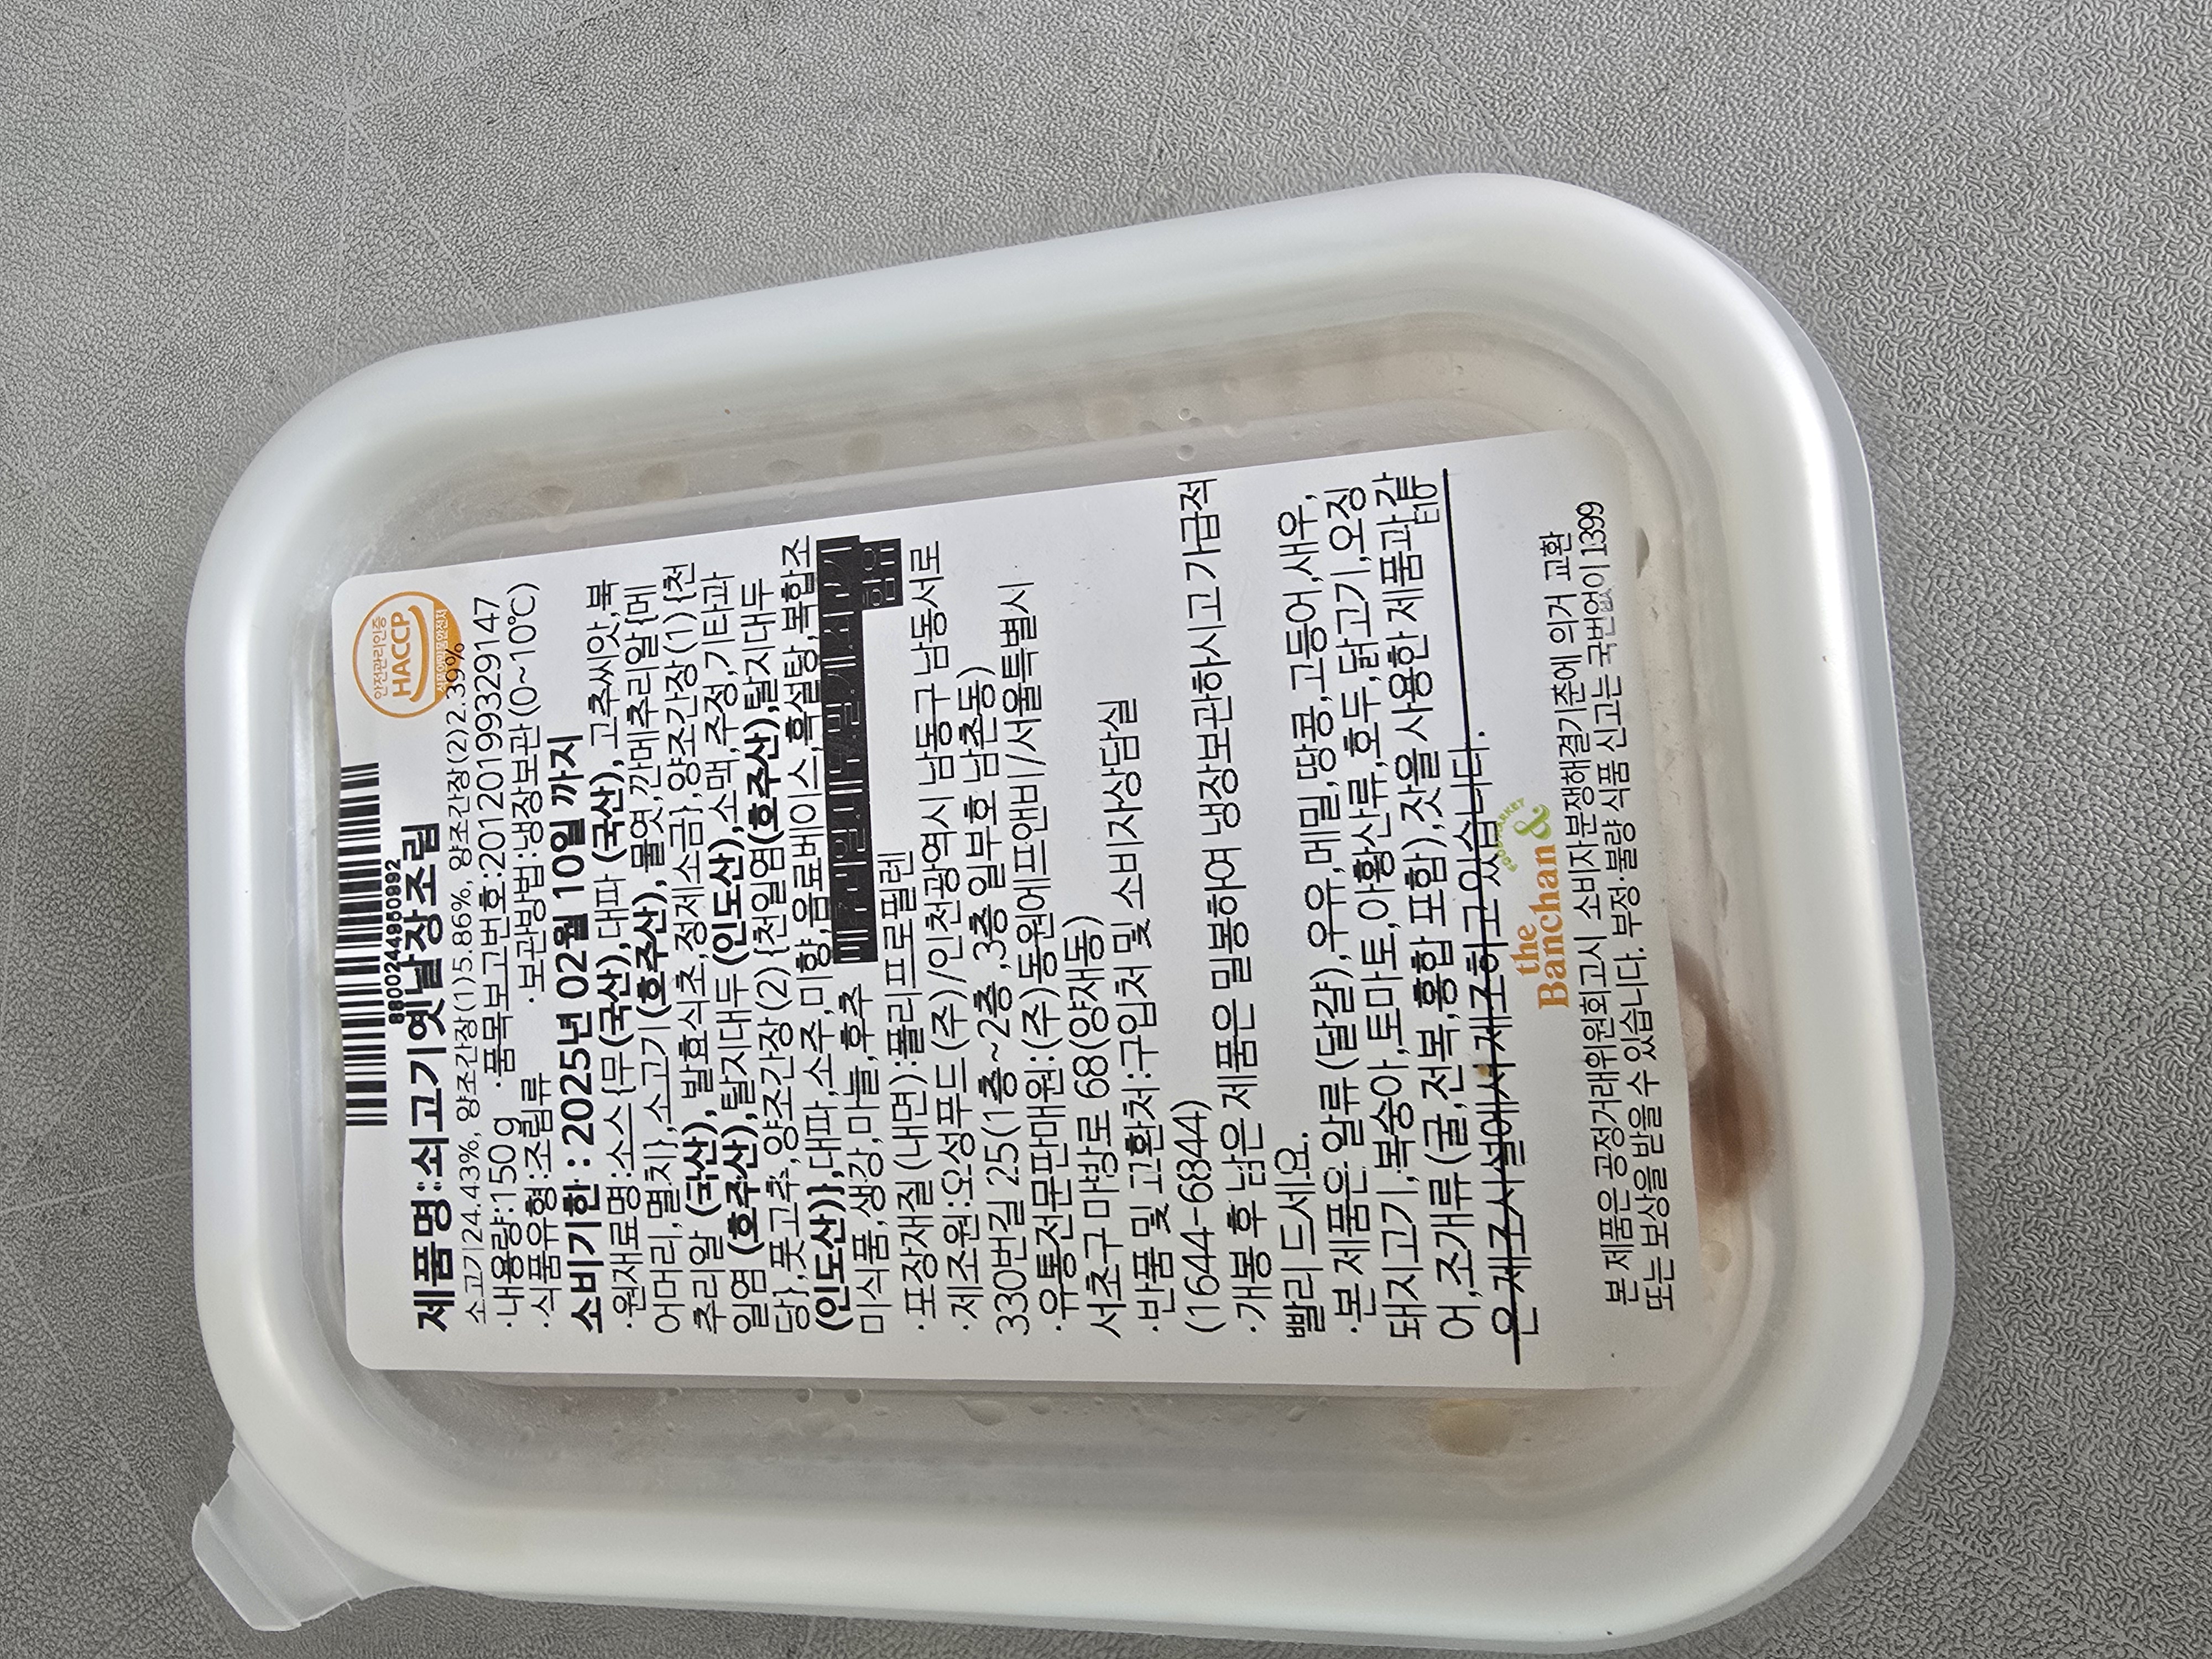 8800244960992
안전관리인증
HACCP
제품명:쇠고기옛날장조림
소고기24.43%, 양조간장(1)5.86%, 양조간장(2)2.39%
·내용량:150g ·품목보고번호:20120199329147
·식품유형:조림류 ·보관방법:냉장보관(0~10℃)
소비기한 : 2025년 02월 10일 까지
·원재료명:소스{무(국산),대파(국산),고추씨앗,북
어머리,멸치},소고기(호주산),물엿,깐메추리알{메
추리알(국산),발효식초,정제소금},양조간장(1){천
일염(호주산),탈지대두(인도산),소맥,주정,기타과
당},풋고추,양조간장(2){천일염(호주산),탈지대두
(인도산)},대파,소주,미향,음료베이스,흑설탕,복합조
미식품,생강,마늘,후추
메추리알,대두,밀,게,쇠고기
함유
·포장재질(내면):폴리프로필렌
·제조원:오성푸드(주)/인천광역시 남동구 남동서로
330번길 25(1층~2층,3층 일부호 남촌동)
·유통전문판매원:(주)동원에프앤비/서울특별시
서초구 마방로 68(양재동)
·반품 및 교환처:구입처 및 소비자상담실
(1644-6844)
·개봉 후 남은 제품은 밀봉하여 냉장보관하시고 가급적
빨리 드세요.
·본 제품은 알류(달걀),우유,메밀,땅콩,고등어,새우,
돼지고기,복숭아,토마토,아황산류,호두,닭고기,오징
어,조개류(굴,전복,홍합 포함),잣을 사용한 제품과 같
은 제조시설에서 제조하고 있습니다.
the
Banchan &
본 제품은 공정거래위원회고시 소비자분쟁해결기준에 의거 교환
또는 보상을 받을 수 있습니다. 부정·불량 식품 신고는 국번없이 1399